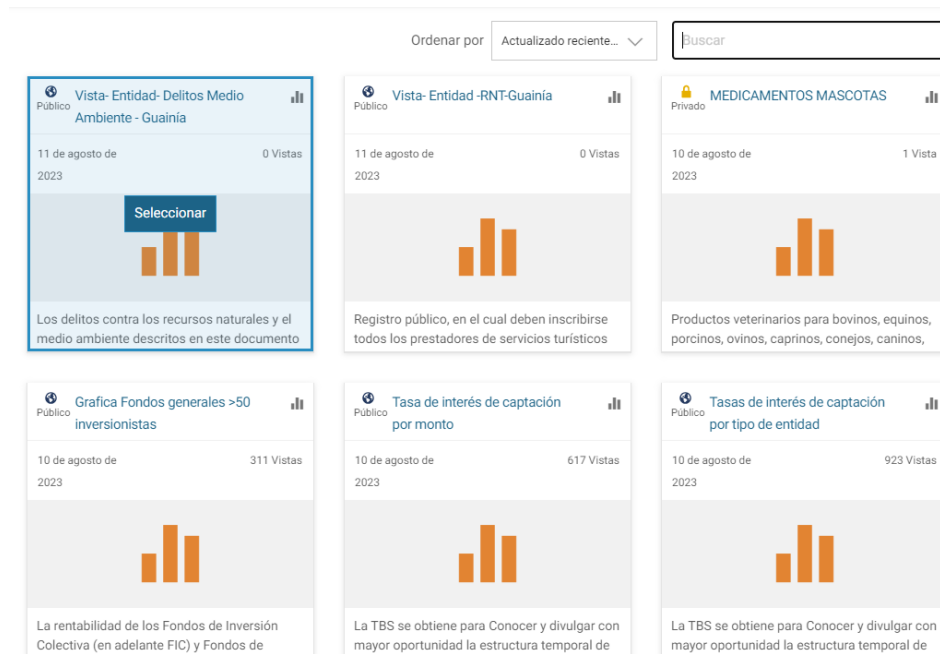 Ordenar por
Actualizado reciente...
Buscar
Público
Vista- Entidad- Delitos Medio
Ambiente - Guainía
11 de agosto de
2023
0 Vistas
Seleccionar
Los delitos contra los recursos naturales y el
medio ambiente descritos en este documento
Público
Vista- Entidad -RNT-Guainía
11 de agosto de
2023
0 Vistas
Registro público, en el cual deben inscribirse
todos los prestadores de servicios turísticos
Privado
MEDICAMENTOS MASCOTAS
10 de agosto de
2023
1 Vista
Productos veterinarios para bovinos, equinos,
porcinos, ovinos, caprinos, conejos, caninos,
Público
Grafica Fondos generales >50
inversionistas
10 de agosto de
2023
311 Vistas
La rentabilidad de los Fondos de Inversión
Colectiva (en adelante FIC) y Fondos de
Público
Tasa de interés de captación
por monto
10 de agosto de
2023
617 Vistas
La TBS se obtiene para Conocer y divulgar con
mayor oportunidad la estructura temporal de
Público
Tasas de interés de captación
por tipo de entidad
10 de agosto de
2023
923 Vistas
La TBS se obtiene para Conocer y divulgar con
mayor oportunidad la estructura temporal de